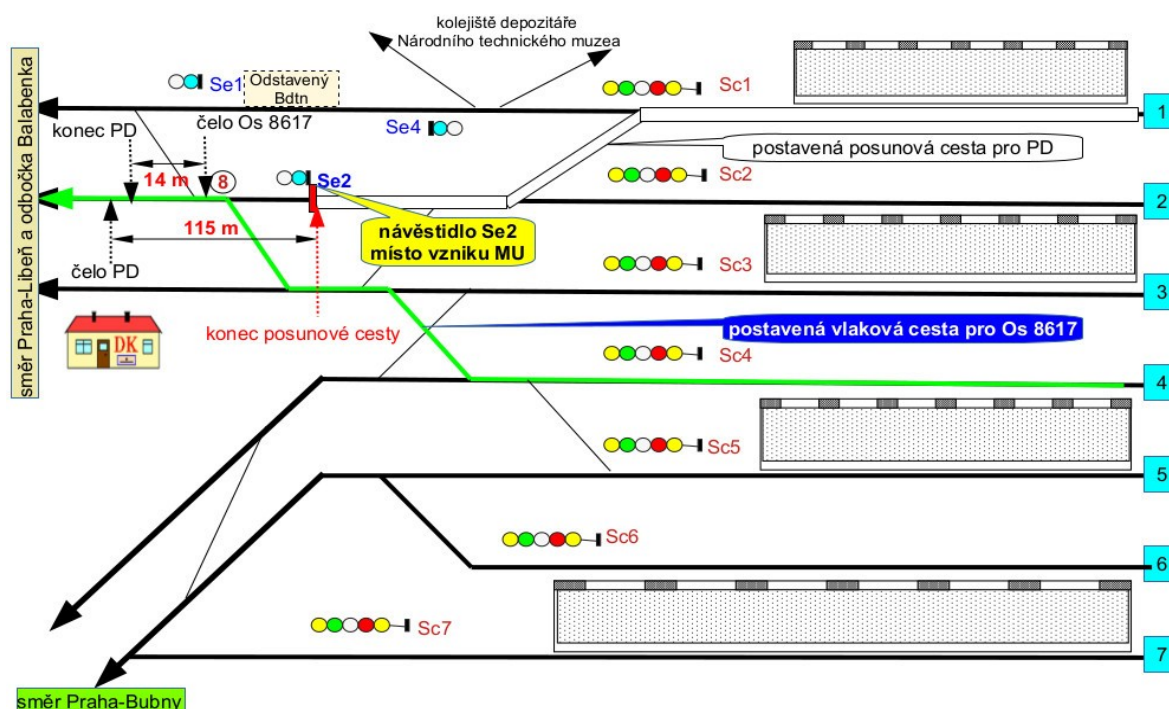 kolejiště depozitáře
Národního technického muzea
Se1
Odstavený
Bdtn
Sc1
1
konec PD
čelo Os 8617
Se4
postavená posunová cesta pro PD
14 m
8
Se2
Sc2
2
115 m
návěstidlo Se2
místo vzniku MU
čelo PD
Sc3
3
DK
konec posunové cesty
postavená vlaková cesta pro Os 8617
Sc4
4
směr Praha-Libeň a odbočka Balabenka
Sc5
5
Sc6
6
Sc7
7
směr Praha-Bubny